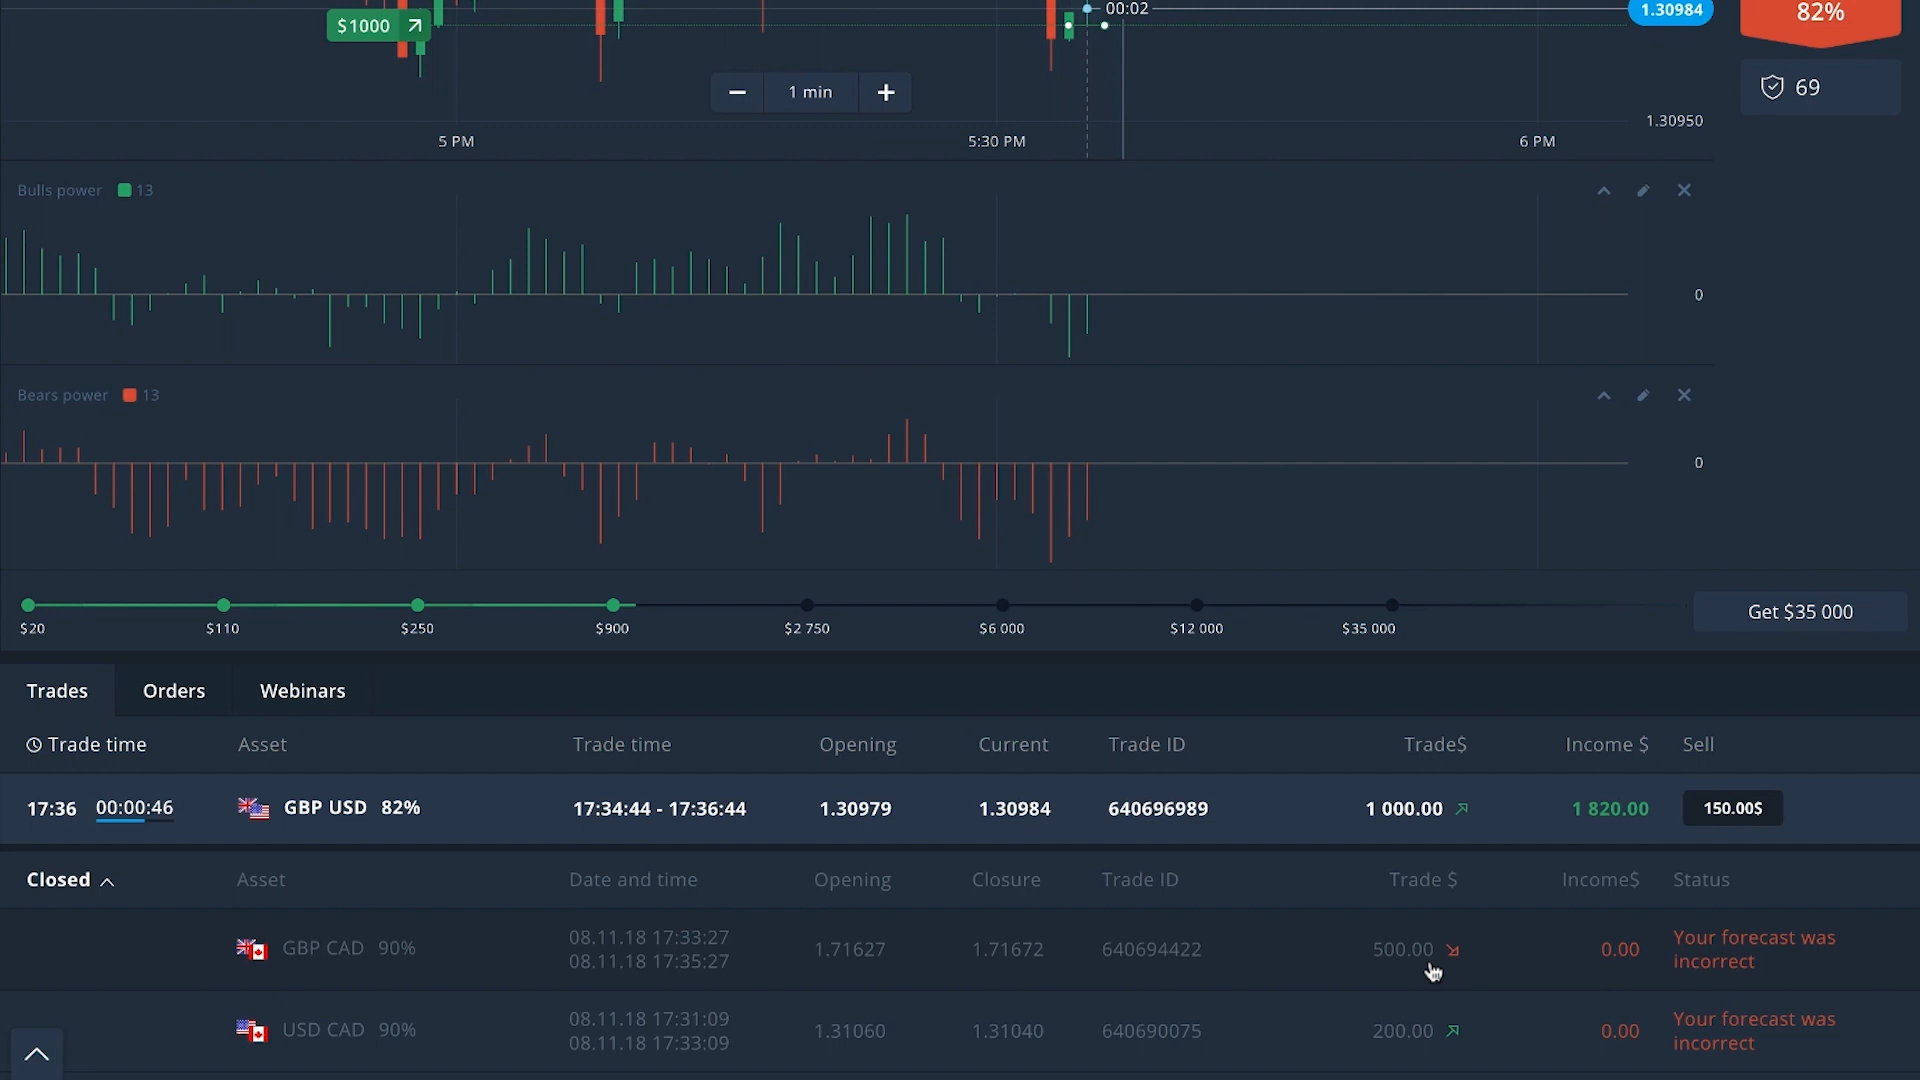 $1000
00:02
1.30984
82%
69
1 min
1.30950
5 PM
5:30 PM
6 PM
Bulls power 13
0
Bears power 13
0
$20
$110
$250
$900
$2 750
$6 000
$12 000
$35 000
Get $35 000
Trades Orders Webinars
Trade time Asset Trade time Opening Current Trade ID Trade$ Income $ Sell
17:36 00:00:46 GBP USD 82% 17:34:44 - 17:36:44 1.30979 1.30984 640696989 1 000.00 1 820.00 150.00$
Closed Asset Date and time Opening Closure Trade ID Trade $ Income$ Status
GBP CAD 90% 08.11.18 17:33:27 1.71627 1.71672 640694422 500.00 0.00 Your forecast was
08.11.18 17:35:27 incorrect
USD CAD 90% 08.11.18 17:31:09 1.31060 1.31040 640690075 200.00 0.00 Your forecast was
08.11.18 17:33:09 incorrect